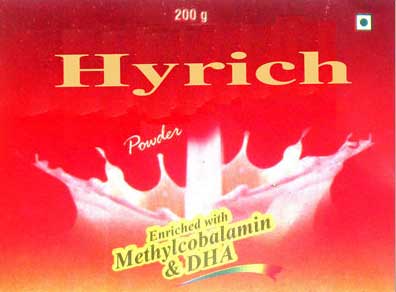 200 g
Hyrich
Powder
Enriched with
Methylcobalamin
& DHA